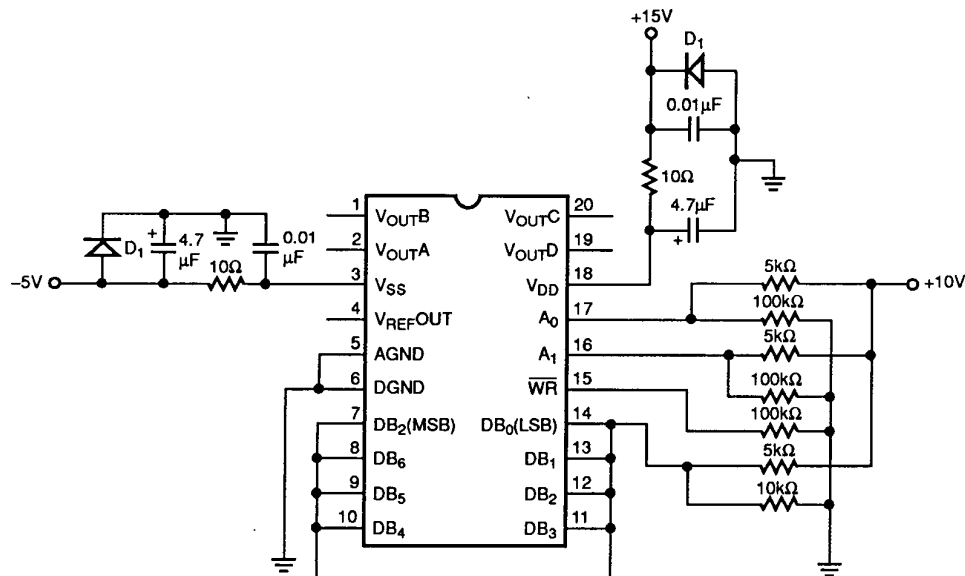 +15V
D1
0.01µF
10Ω
4.7µF
D1
+
4.7
µF
0.01
µF
10Ω
–5V
+
1 VOUTB
2 VOUTA
3 VSS
4 VREFOUT
5 AGND
6 DGND
7 DB2(MSB)
8 DB6
9 DB5
10 DB4
VOUTC 20
VOUTD 19
VDD 18
A0 17
A1 16
WR 15
DB0(LSB) 14
DB1 13
DB2 12
DB3 11
5kΩ
+10V
100kΩ
5kΩ
100kΩ
100kΩ
5kΩ
10kΩ